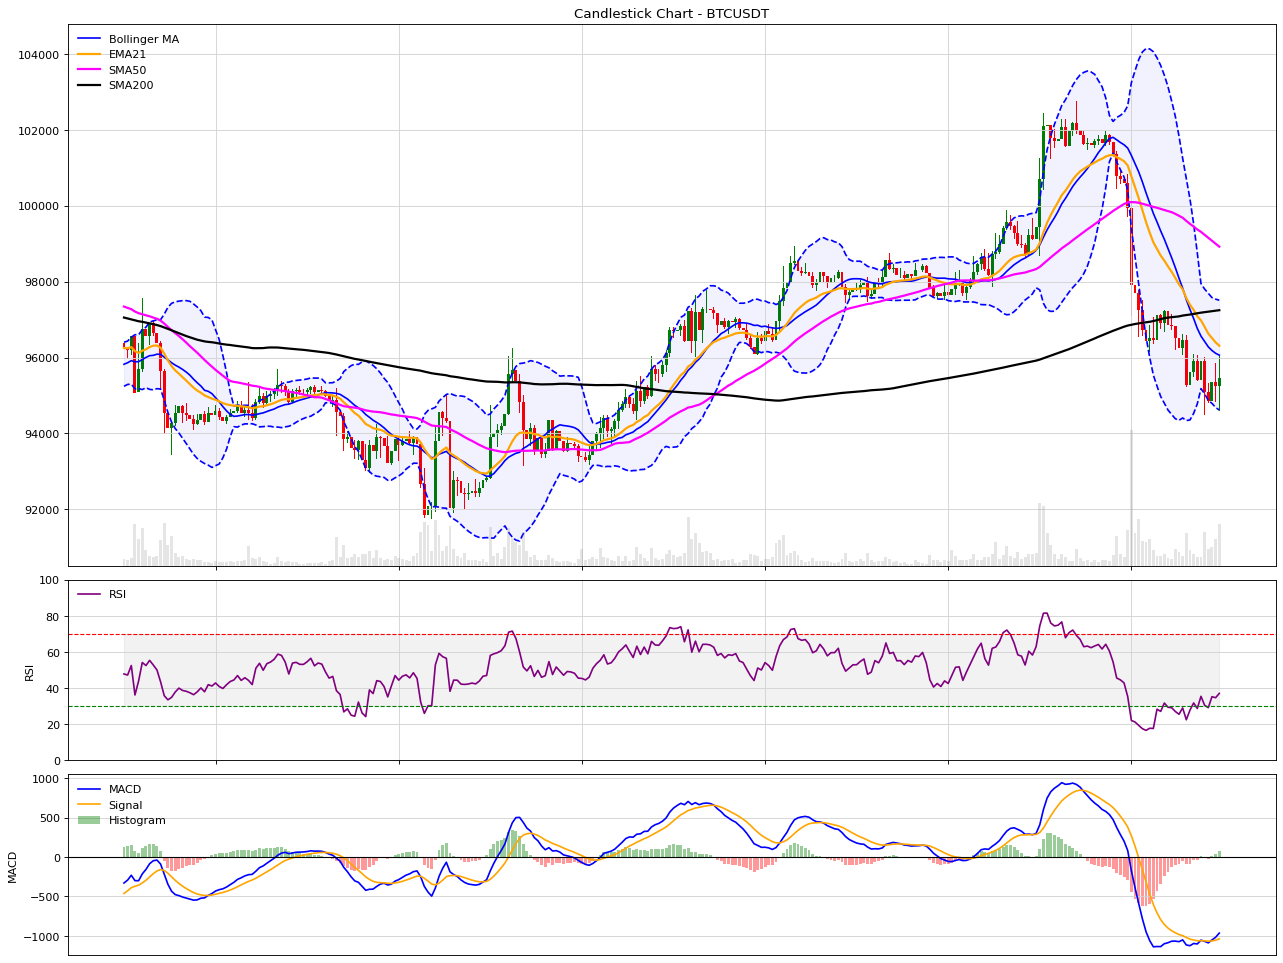 Candlestick Chart - BTCUSDT
Bollinger MA
EMA21
SMA50
SMA200
104000
102000
100000
98000
96000
94000
92000
RSI
100
80
60
40
20
0
RSI
MACD
Signal
Histogram
1000
500
0
−500
−1000
MACD